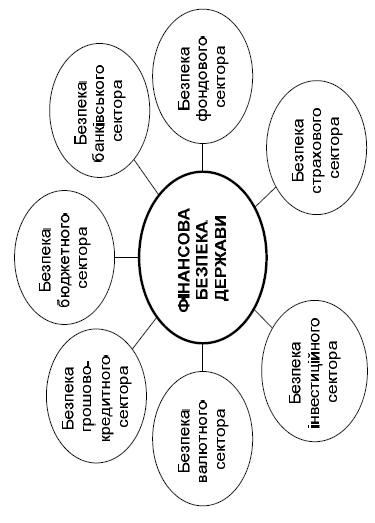 Безпека
фондового
сектора
Безпека
банківського
сектора
Безпека
страхового
сектора
Безпека
бюджетного
сектора
ФІНАНСОВА
БЕЗПЕКА
ДЕРЖАВИ
Безпека
грошово-
кредитного
сектора
Безпека
інвестиційного
сектора
Безпека
валютного
сектора